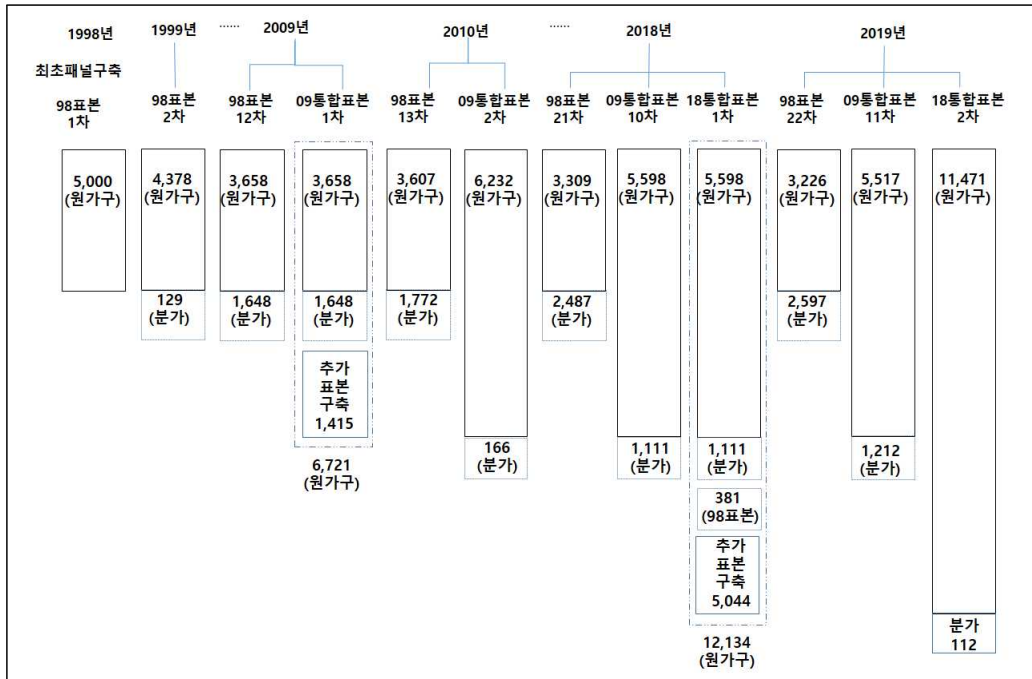 1998년
1999년
......
2009년
2010년
......
2018년
2019년
최초패널구축
98표본
1차
98표본
2차
98표본
12차
09통합표본
1차
98표본
13차
09통합표본
2차
98표본
21차
09통합표본
10차
18통합표본
1차
98표본
22차
09통합표본
11차
18통합표본
2차
5,000
(원가구)
4,378
(원가구)
3,658
(원가구)
3,658
(원가구)
3,607
(원가구)
6,232
(원가구)
3,309
(원가구)
5,598
(원가구)
5,598
(원가구)
3,226
(원가구)
5,517
(원가구)
11,471
(원가구)
129
(분가)
1,648
(분가)
1,648
(분가)
1,772
(분가)
2,487
(분가)
2,597
(분가)
추가
표본
구축
1,415
6,721
(원가구)
166
(분가)
1,111
(분가)
1,111
(분가)
1,212
(분가)
381
(98표본)
추가
표본
구축
5,044
12,134
(원가구)
분가
112